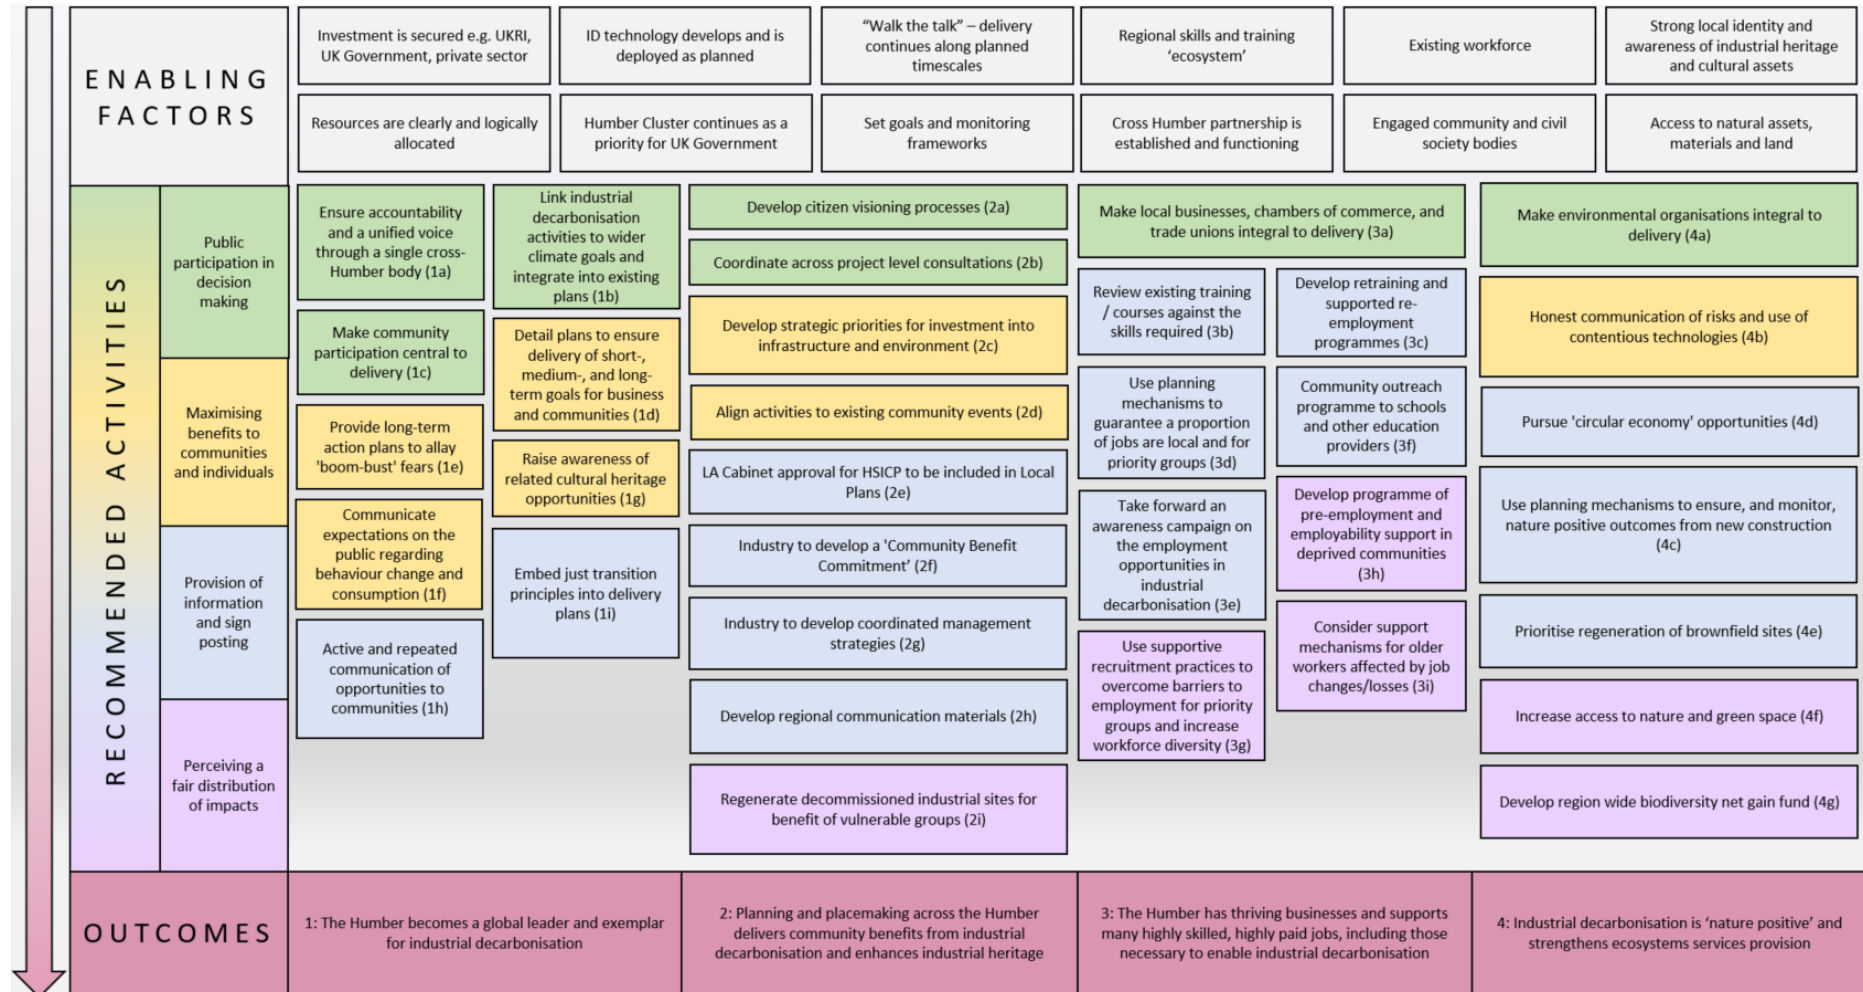 ENABLING
FACTORS
Investment is secured e.g. UKRI,
UK Government, private sector
ID technology develops and is
deployed as planned
“Walk the talk” – delivery
continues along planned
timescales
Regional skills and training
‘ecosystem’
Existing workforce
Strong local identity and
awareness of industrial heritage
and cultural assets
Resources are clearly and logically
allocated
Humber Cluster continues as a
priority for UK Government
Set goals and monitoring
frameworks
Cross Humber partnership is
established and functioning
Engaged community and civil
society bodies
Access to natural assets,
materials and land
RECOMMENDED ACTIVITIES
Public
participation in
decision
making
Maximising
benefits to
communities
and individuals
Provision of
information
and sign
posting
Perceiving a
fair distribution
of impacts
Ensure accountability
and a unified voice
through a single cross-
Humber body (1a)
Make community
participation central to
delivery (1c)
Provide long-term
action plans to allay
'boom-bust' fears (1e)
Communicate
expectations on the
public regarding
behaviour change and
consumption (1f)
Active and repeated
communication of
opportunities to
communities (1h)
Link industrial
decarbonisation
activities to wider
climate goals and
integrate into existing
plans (1b)
Detail plans to ensure
delivery of short-,
medium-, and long-
term goals for business
and communities (1d)
Raise awareness of
related cultural heritage
opportunities (1g)
Embed just transition
principles into delivery
plans (1i)
Develop citizen visioning processes (2a)
Coordinate across project level consultations (2b)
Develop strategic priorities for investment into
infrastructure and environment (2c)
Align activities to existing community events (2d)
LA Cabinet approval for HSICP to be included in Local
Plans (2e)
Industry to develop a 'Community Benefit
Commitment’ (2f)
Industry to develop coordinated management
strategies (2g)
Develop regional communication materials (2h)
Regenerate decommissioned industrial sites for
benefit of vulnerable groups (2i)
Make local businesses, chambers of commerce, and
trade unions integral to delivery (3a)
Review existing training
/ courses against the
skills required (3b)
Use planning
mechanisms to
guarantee a proportion
of jobs are local and for
priority groups (3d)
Take forward an
awareness campaign on
the employment
opportunities in
industrial
decarbonisation (3e)
Use supportive
recruitment practices to
overcome barriers to
employment for priority
groups and increase
workforce diversity (3g)
Develop retraining and
supported re-
employment
programmes (3c)
Community outreach
programme to schools
and other education
providers (3f)
Develop programme of
pre-employment and
employability support in
deprived communities
(3h)
Consider support
mechanisms for older
workers affected by job
changes/losses (3i)
Make environmental organisations integral to
delivery (4a)
Honest communication of risks and use of
contentious technologies (4b)
Pursue 'circular economy' opportunities (4d)
Use planning mechanisms to ensure, and monitor,
nature positive outcomes from new construction
(4c)
Prioritise regeneration of brownfield sites (4e)
Increase access to nature and green space (4f)
Develop region wide biodiversity net gain fund (4g)
OUTCOMES
1: The Humber becomes a global leader and exemplar
for industrial decarbonisation
2: Planning and placemaking across the Humber
delivers community benefits from industrial
decarbonisation and enhances industrial heritage
3: The Humber has thriving businesses and supports
many highly skilled, highly paid jobs, including those
necessary to enable industrial decarbonisation
4: Industrial decarbonisation is ‘nature positive’ and
strengthens ecosystems services provision